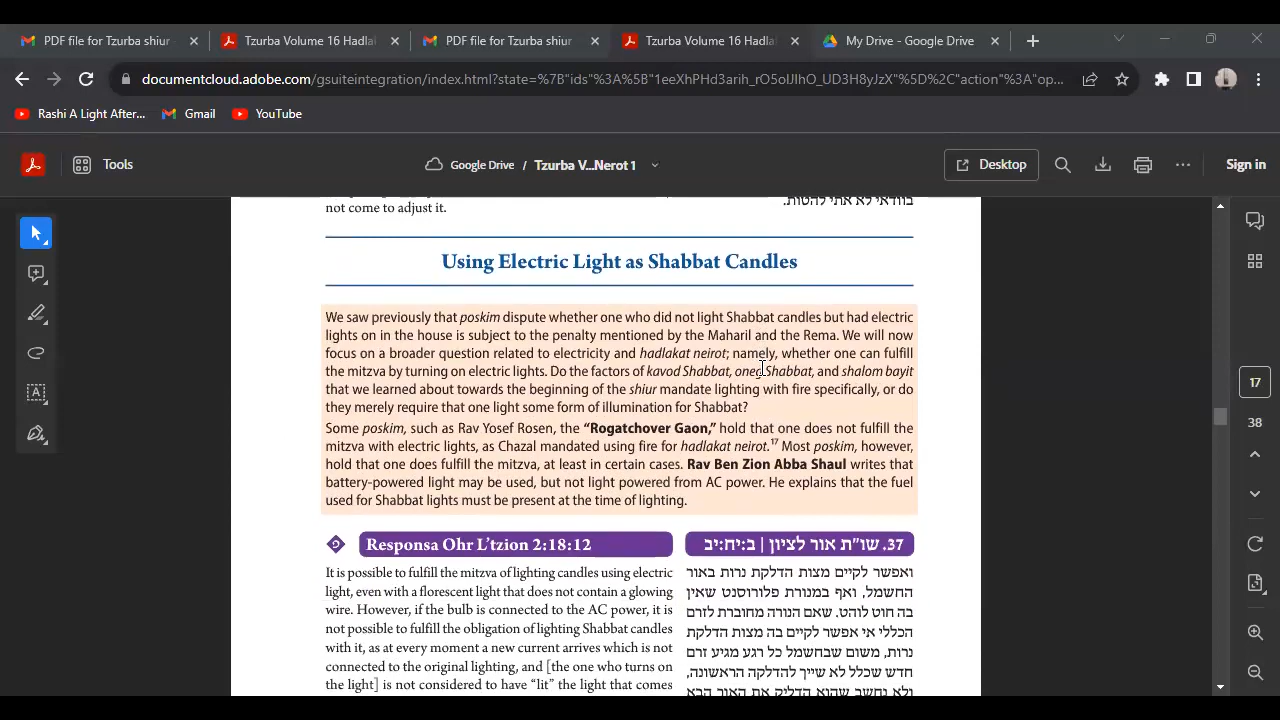 PDF file for Tzurba shiur
Tzurba Volume 16 Hadla
PDF file for Tzurba shiur
Tzurba Volume 16 Hadla
My Drive - Google Drive
documentcloud.adobe.com/gsuiteintegration/index.html?state=%7B"ids"%3A%5B"1eeXhPHd3arih_rO5oIJIhO_UD3H8yJzX"%5D%2C"action"%3A"op...
Rashi A Light After...
Gmail
YouTube
Tools
Google Drive / Tzurba V...Nerot 1
Desktop
Sign in
not come to adjust it.
בוודאי לא אתי להטות.
Using Electric Light as Shabbat Candles
We saw previously that poskim dispute whether one who did not light Shabbat candles but had electric
lights on in the house is subject to the penalty mentioned by the Maharil and the Rema. We will now
focus on a broader question related to electricity and hadlakat neirot; namely, whether one can fulfill
the mitzva by turning on electric lights. Do the factors of kavod Shabbat, oneg Shabbat, and shalom bayit
that we learned about towards the beginning of the shiur mandate lighting with fire specifically, or do
they merely require that one light some form of illumination for Shabbat?
Some poskim, such as Rav Yosef Rosen, the “Rogatchover Gaon,” hold that one does not fulfill the
mitzva with electric lights, as Chazal mandated using fire for hadlakat neirot.17 Most poskim, however,
hold that one does fulfill the mitzva, at least in certain cases. Rav Ben Zion Abba Shaul writes that
battery-powered light may be used, but not light powered from AC power. He explains that the fuel
used for Shabbat lights must be present at the time of lighting.
Responsa Ohr L’tzion 2:18:12
It is possible to fulfill the mitzva of lighting candles using electric
light, even with a florescent light that does not contain a glowing
wire. However, if the bulb is connected to the AC power, it is
not possible to fulfill the obligation of lighting Shabbat candles
with it, as at every moment a new current arrives which is not
connected to the original lighting, and [the one who turns on
the light] is not considered to have “lit” the light that comes
37. שו"ת אור לציון | ב:יח:יב
ואפשר לקיים מצות הדלקת נרות באור
החשמל, ואף במנורת פלורוסנט שאין
בה חוט לוהט. שאם הנורה מחוברת לזרם
הכללי אי אפשר לקיים בה מצות הדלקת
נרות, משום שבחשמל כל רגע מגיע זרם
חדש שכלל לא שייך להדלקה הראשונה,
ולא נחשב שהוא הדליק את האור הבא
17
38